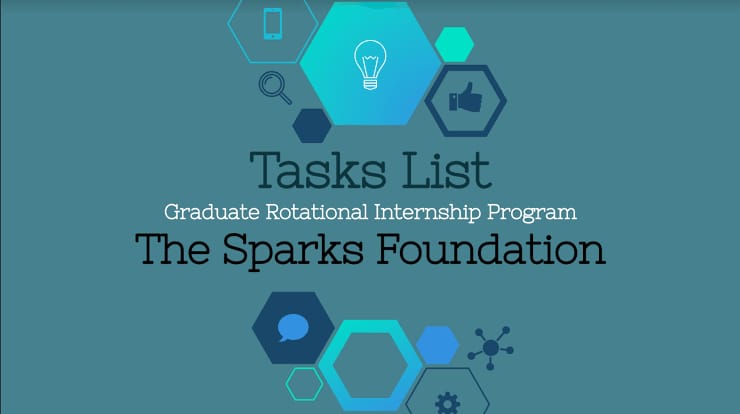 Tasks List
Graduate Rotational Internship Program
The Sparks Foundation